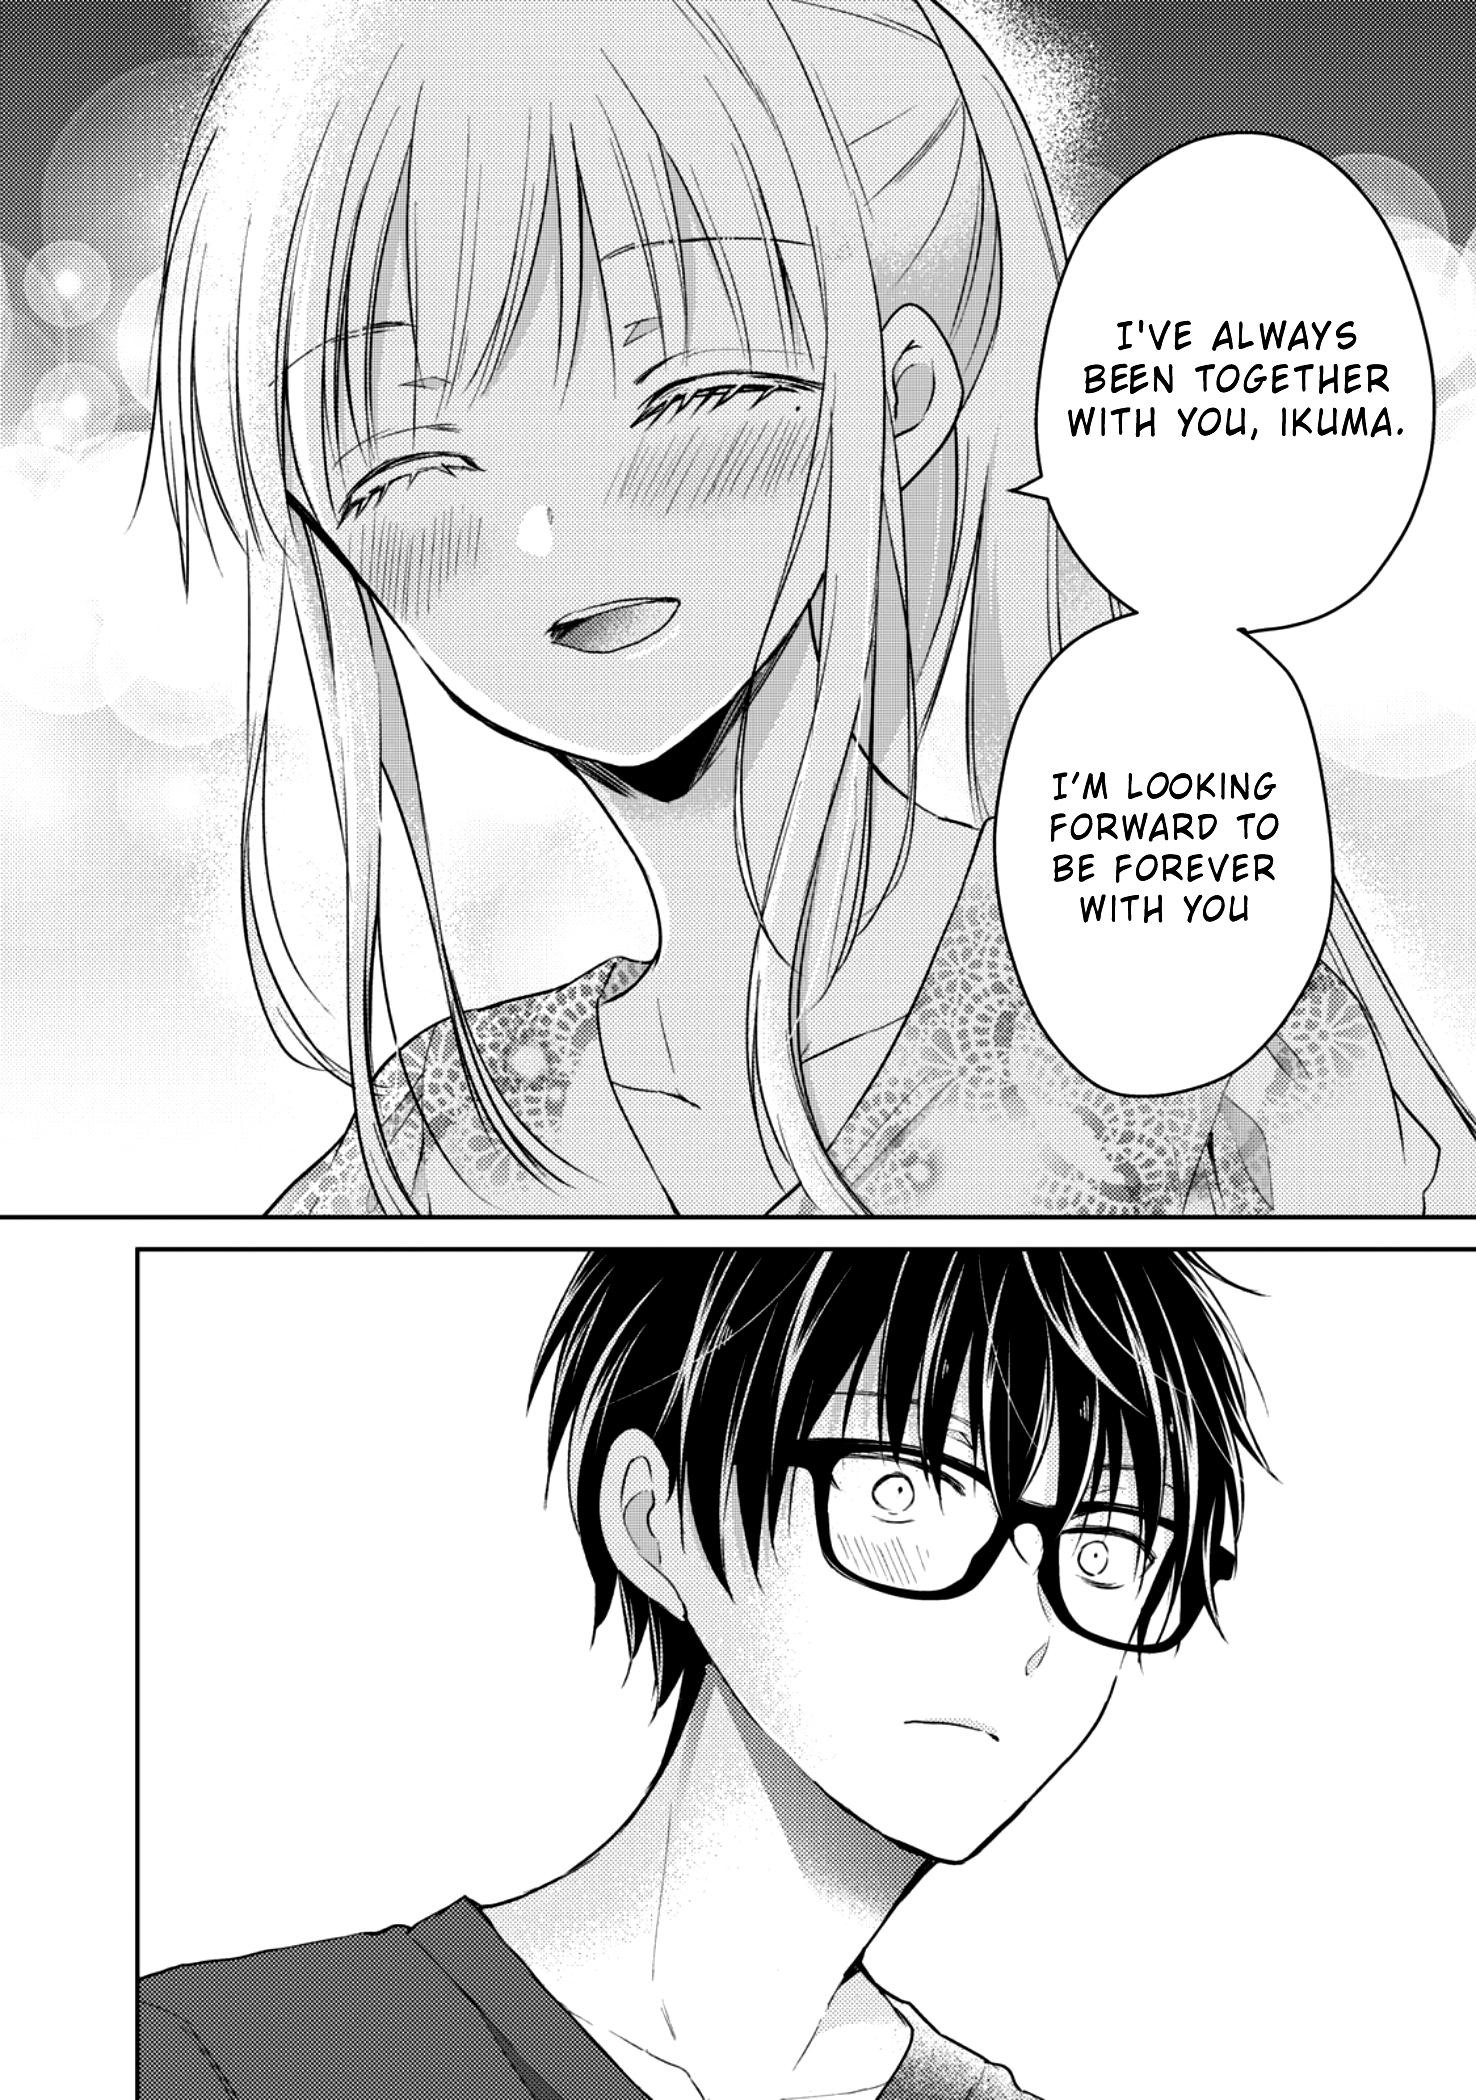 I'VE ALWAYS
BEEN TOGETHER
WITH YOU, IKUMA.
I'M LOOKING
FORWARD TO
BE FOREVER
WITH YOU